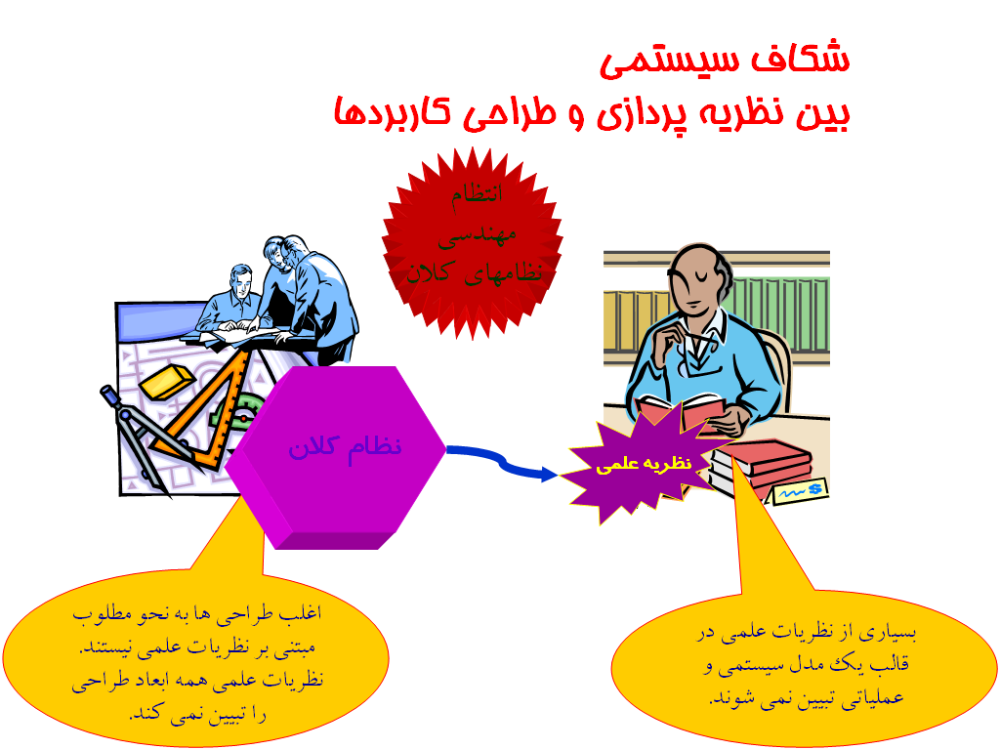 شکاف سیستمی
بین نظریه پردازی و طراحی کاربردها
انتظام
مهندسی
نظامهای کلان
نظام کلان
نظریه علمی
بسیاری از نظریات علمی در
قالب یک مدل سیستمی و
عملیاتی تبیین نمی شوند.
اغلب طراحی ها به نحو مطلوب
مبتنی بر نظریات علمی نیستند.
نظریات علمی همه ابعاد طراحی
را تبیین نمی کند.